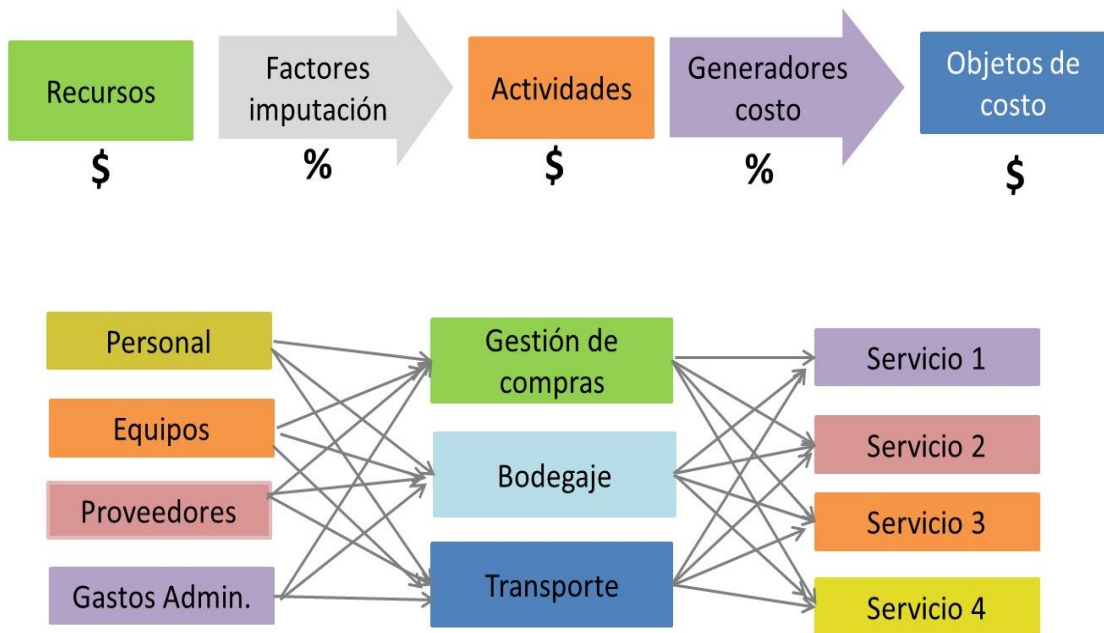 Recursos
Factores
imputación
Actividades
Generadores
costo
Objetos de
costo
$
%
$
%
$
Personal
Equipos
Proveedores
Gastos Admin.
Gestión de
compras
Bodegaje
Transporte
Servicio 1
Servicio 2
Servicio 3
Servicio 4